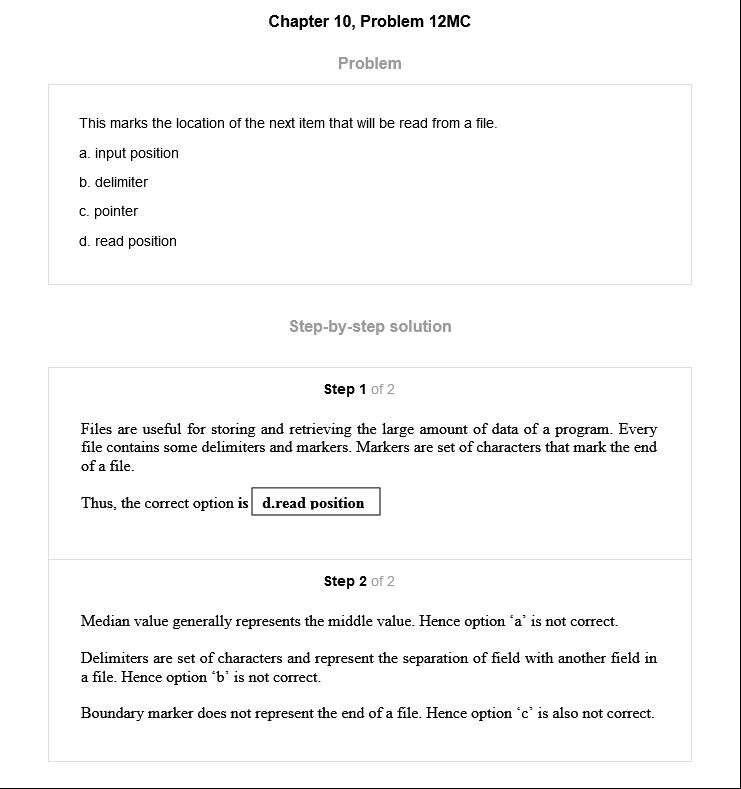 Chapter 10, Problem 12MC
Problem
This marks the location of the next item that will be read from a file.
a. input position
b. delimiter
c. pointer
d. read position
Step-by-step solution
Step 1 of 2
Files are useful for storing and retrieving the large amount of data of a program. Every
file contains some delimiters and markers. Markers are set of characters that mark the end
of a file.
Thus, the correct option is d.read position
Step 2 of 2
Median value generally represents the middle value. Hence option ‘a’ is not correct.
Delimiters are set of characters and represent the separation of field with another field in
a file. Hence option ‘b’ is not correct.
Boundary marker does not represent the end of a file. Hence option ‘c’ is also not correct.